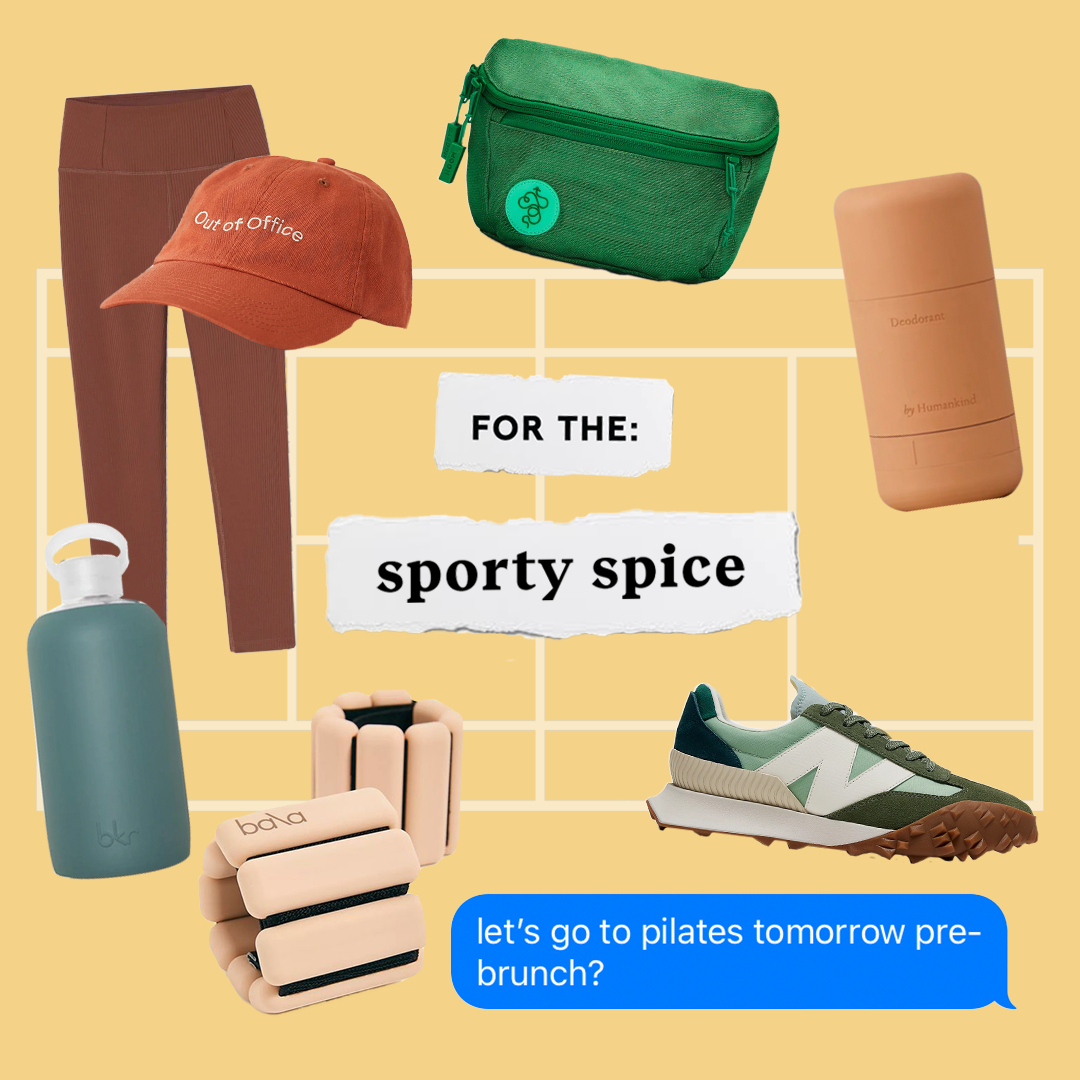 Out of Office
Deodorant
by Humankind
FOR THE:
sporty spice
bkr
bala
N
let's go to pilates tomorrow pre-
brunch?